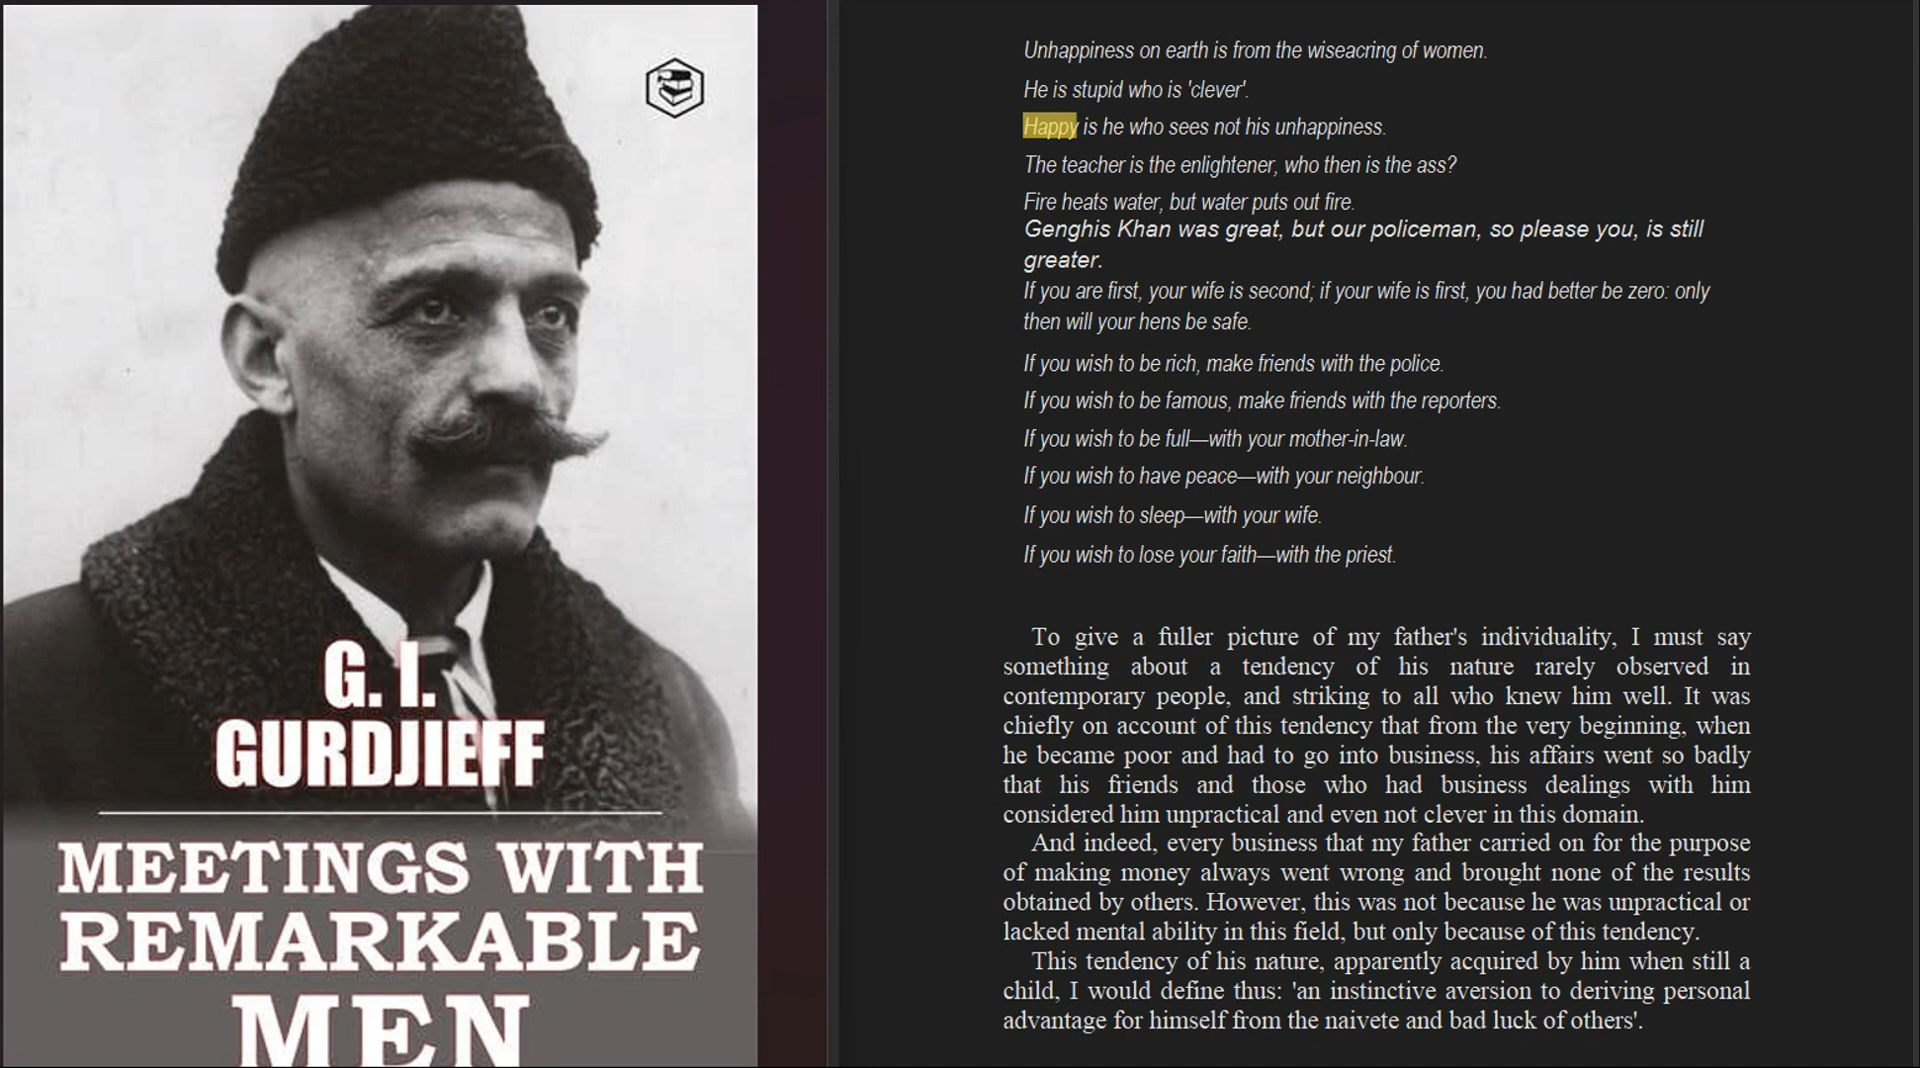 G. I.
GURDJIEFF
MEETINGS WITH
REMARKABLE
MEN
Unhappiness on earth is from the wiseacring of women.
He is stupid who is 'clever'.
Happy is he who sees not his unhappiness.
The teacher is the enlightener, who then is the ass?
Fire heats water, but water puts out fire.
Genghis Khan was great, but our policeman, so please you, is still
greater.
If you are first, your wife is second; if your wife is first, you had better be zero: only
then will your hens be safe.
If you wish to be rich, make friends with the police.
If you wish to be famous, make friends with the reporters.
If you wish to be full—with your mother-in-law.
If you wish to have peace—with your neighbour.
If you wish to sleep—with your wife.
If you wish to lose your faith—with the priest.
To give a fuller picture of my father's individuality, I must say
something about a tendency of his nature rarely observed in
contemporary people, and striking to all who knew him well. It was
chiefly on account of this tendency that from the very beginning, when
he became poor and had to go into business, his affairs went so badly
that his friends and those who had business dealings with him
considered him unpractical and even not clever in this domain.
And indeed, every business that my father carried on for the purpose
of making money always went wrong and brought none of the results
obtained by others. However, this was not because he was unpractical or
lacked mental ability in this field, but only because of this tendency.
This tendency of his nature, apparently acquired by him when still a
child, I would define thus: 'an instinctive aversion to deriving personal
advantage for himself from the naivete and bad luck of others'.